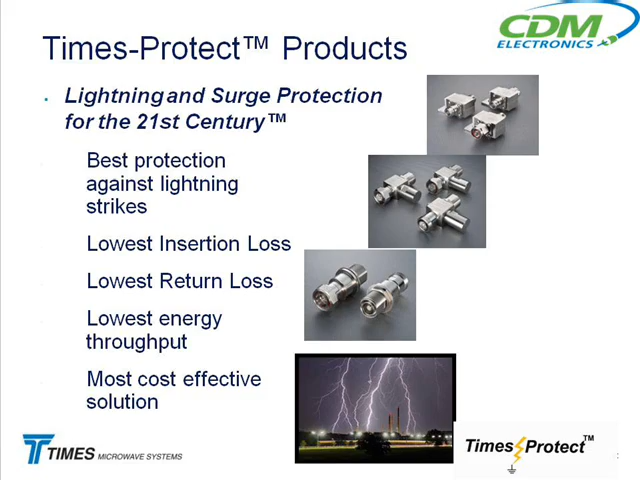 Times-Protect™ Products
CDM
ELECTRONICS
Lightning and Surge Protection
for the 21st Century™
Best protection
against lightning
strikes
Lowest Insertion Loss
Lowest Return Loss
Lowest energy
throughput
Most cost effective
solution
TIMES MICROWAVE SYSTEMS
Times Protect™